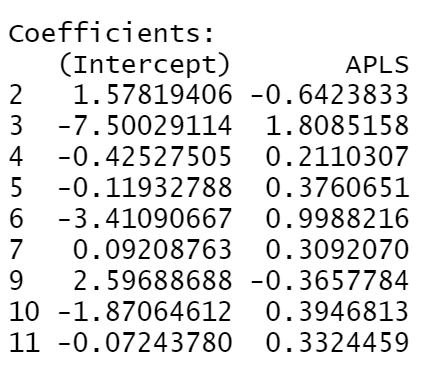 Coefficients:
   (Intercept)       APLS
2   1.57819406 -0.6423833
3  -7.50029114  1.8085158
4  -0.42527505  0.2110307
5  -0.11932788  0.3760651
6  -3.41090667  0.9988216
7   0.09208763  0.3092070
9   2.59688688 -0.3657784
10 -1.87064612  0.3946813
11 -0.07243780  0.3324459